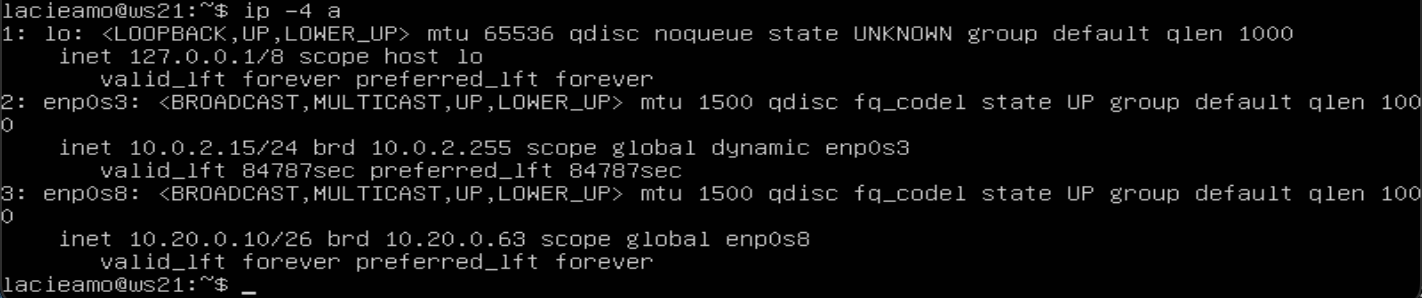 lacieamo@ws21:~$ ip -4 a
1: lo: <LOOPBACK,UP,LOWER_UP> mtu 65536 qdisc noqueue state UNKNOWN group default qlen 1000
    inet 127.0.0.1/8 scope host lo
       valid_lft forever preferred_lft forever
2: enp0s3: <BROADCAST,MULTICAST,UP,LOWER_UP> mtu 1500 qdisc fq_codel state UP group default qlen 100
0
    inet 10.0.2.15/24 brd 10.0.2.255 scope global dynamic enp0s3
       valid_lft 84787sec preferred_lft 84787sec
3: enp0s8: <BROADCAST,MULTICAST,UP,LOWER_UP> mtu 1500 qdisc fq_codel state UP group default qlen 100
0
    inet 10.20.0.10/26 brd 10.20.0.63 scope global enp0s8
       valid_lft forever preferred_lft forever
lacieamo@ws21:~$ _